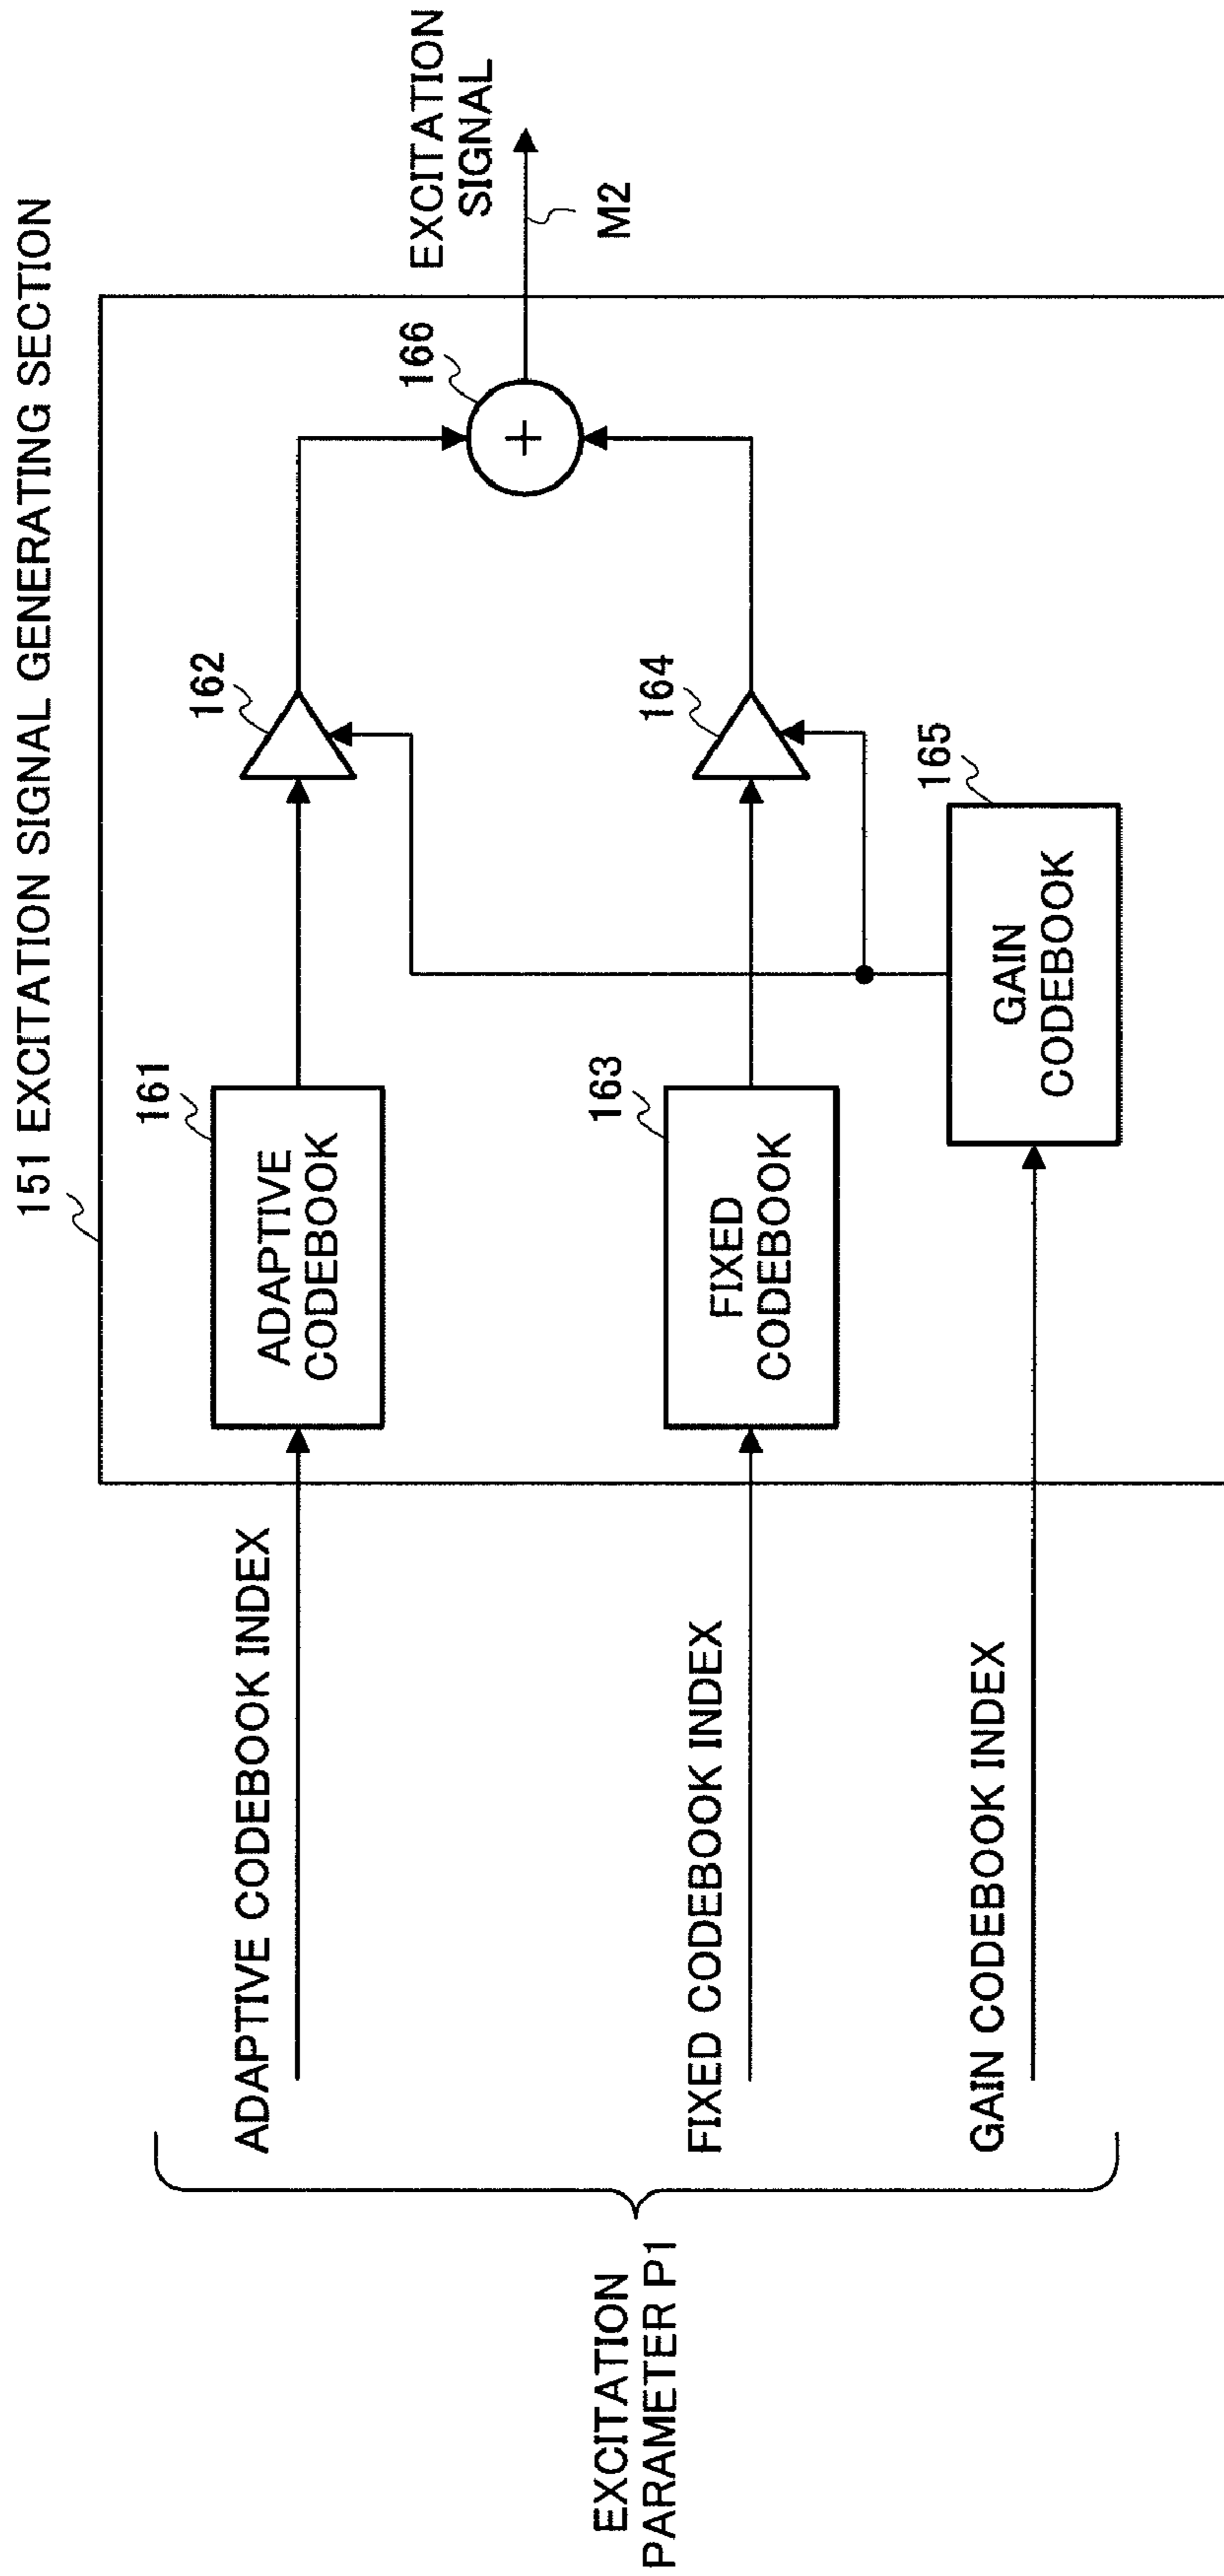 151 EXCITATION SIGNAL GENERATING SECTION
EXCITATION
PARAMETER P1
ADAPTIVE CODEBOOK INDEX
161
ADAPTIVE
CODEBOOK
162
166
+
EXCITATION
SIGNAL
M2
FIXED CODEBOOK INDEX
163
FIXED
CODEBOOK
164
GAIN CODEBOOK INDEX
165
GAIN
CODEBOOK